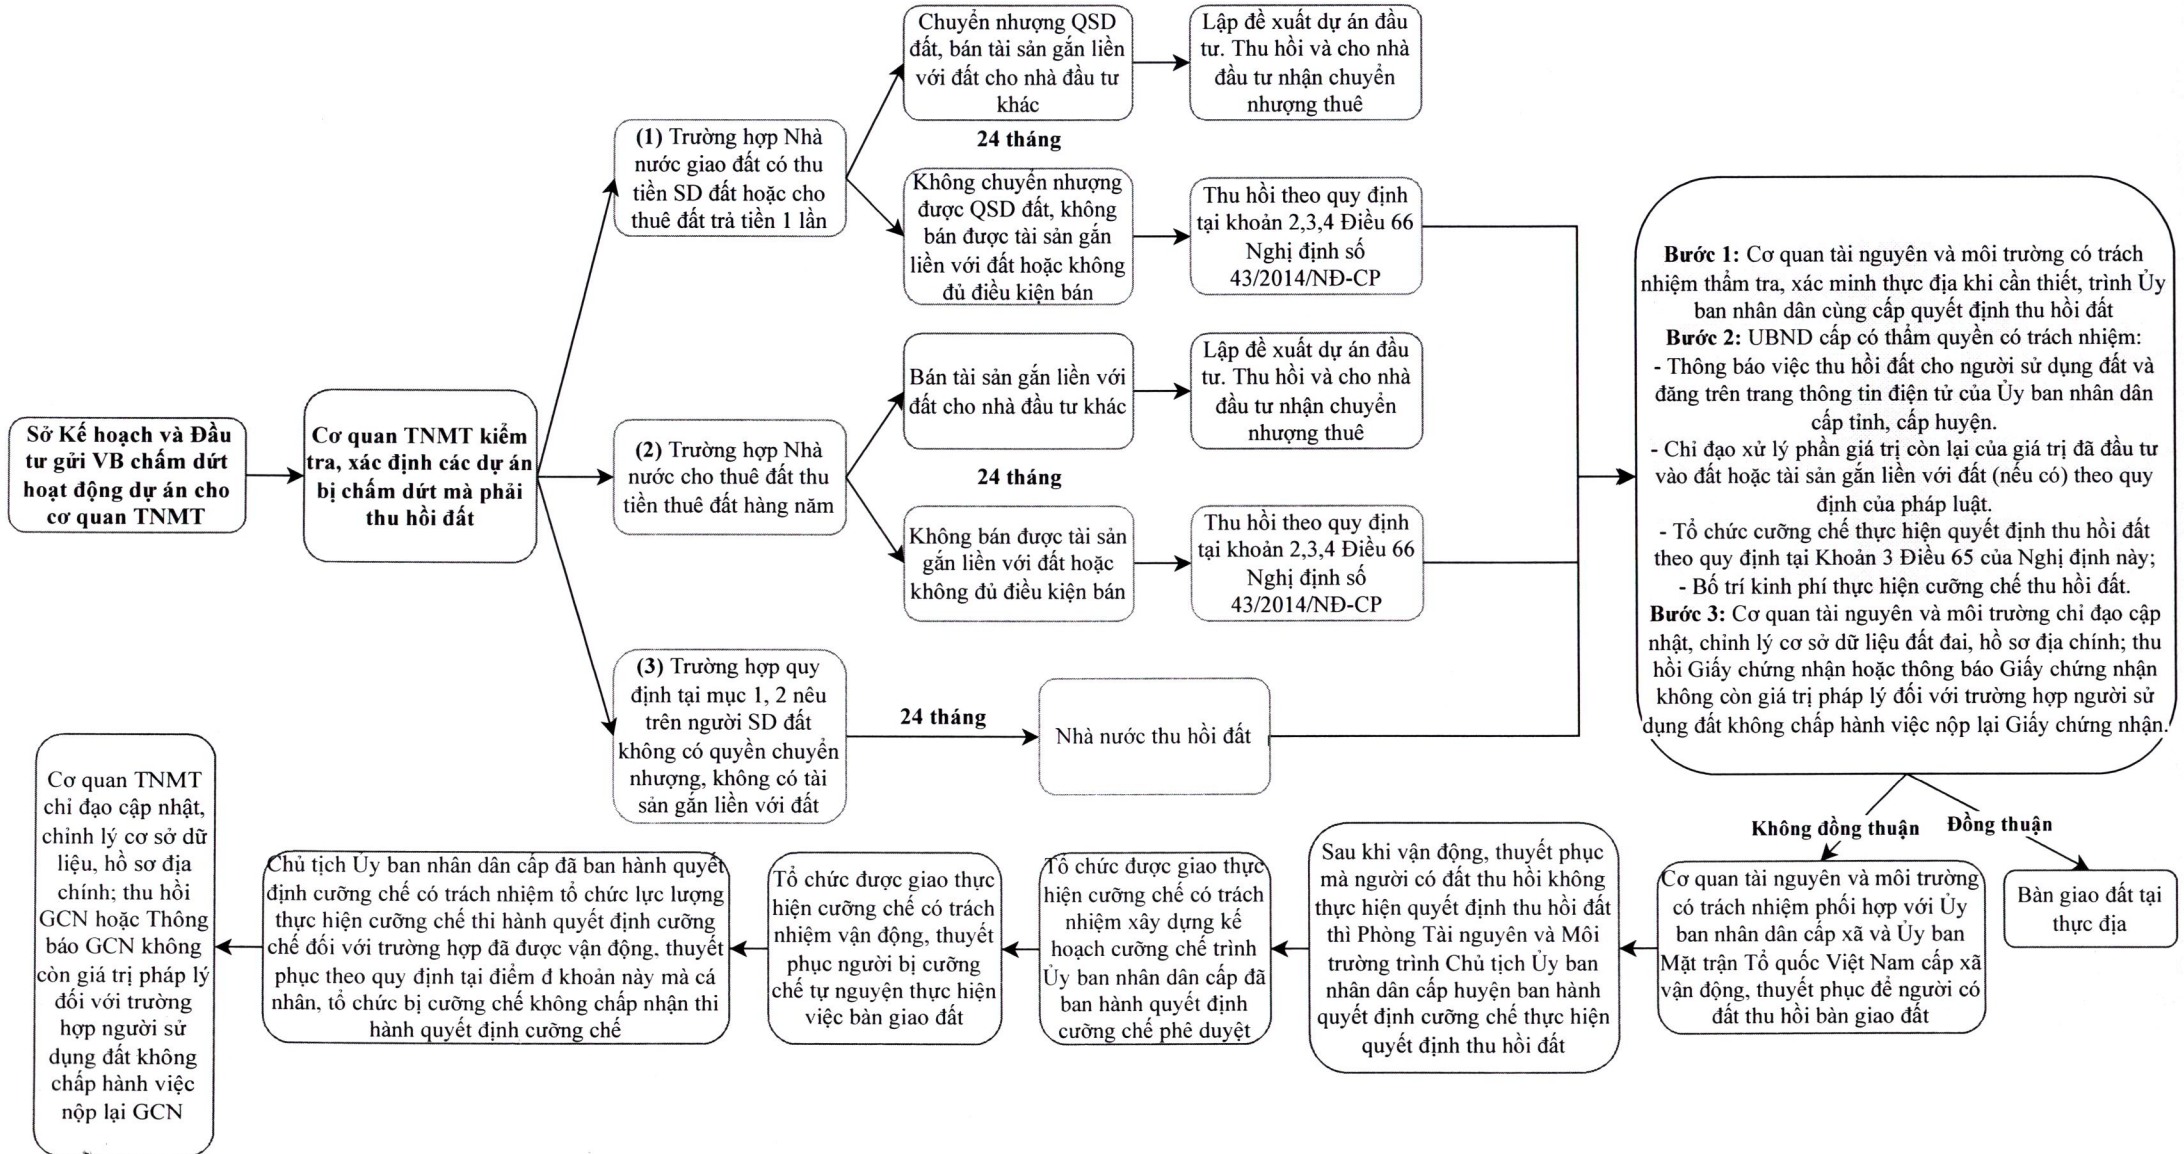 Sở Kế hoạch và Đầu
tư gửi VB chấm dứt
hoạt động dự án cho
cơ quan TNMT
Cơ quan TNMT kiểm
tra, xác định các dự án
bị chấm dứt mà phải
thu hồi đất
(1) Trường hợp Nhà
nước giao đất có thu
tiền SD đất hoặc cho
thuê đất trả tiền 1 lần
Chuyển nhượng QSD
đất, bán tài sản gắn liền
với đất cho nhà đầu tư
khác
Lập đề xuất dự án đầu
tư. Thu hồi và cho nhà
đầu tư nhận chuyển
nhượng thuê
24 tháng
Không chuyển nhượng
được QSD đất, không
bán được tài sản gắn
liền với đất hoặc không
đủ điều kiện bán
Thu hồi theo quy định
tại khoản 2,3,4 Điều 66
Nghị định số
43/2014/NĐ-CP
(2) Trường hợp Nhà
nước cho thuê đất thu
tiền thuê đất hàng năm
Bán tài sản gắn liền với
đất cho nhà đầu tư khác
Lập đề xuất dự án đầu
tư. Thu hồi và cho nhà
đầu tư nhận chuyển
nhượng thuê
24 tháng
Không bán được tài sản
gắn liền với đất hoặc
không đủ điều kiện bán
Thu hồi theo quy định
tại khoản 2,3,4 Điều 66
Nghị định số
43/2014/NĐ-CP
(3) Trường hợp quy
định tại mục 1, 2 nêu
trên người SD đất
không có quyền chuyển
nhượng, không có tài
sản gắn liền với đất
24 tháng
Nhà nước thu hồi đất
Bước 1: Cơ quan tài nguyên và môi trường có trách
nhiệm thẩm tra, xác minh thực địa khi cần thiết, trình Ủy
ban nhân dân cùng cấp quyết định thu hồi đất
Bước 2: UBND cấp có thẩm quyền có trách nhiệm:
- Thông báo việc thu hồi đất cho người sử dụng đất và
đăng trên trang thông tin điện tử của Ủy ban nhân dân
cấp tỉnh, cấp huyện.
- Chỉ đạo xử lý phần giá trị còn lại của giá trị đã đầu tư
vào đất hoặc tài sản gắn liền với đất (nếu có) theo quy
định của pháp luật.
- Tổ chức cưỡng chế thực hiện quyết định thu hồi đất
theo quy định tại Khoản 3 Điều 65 của Nghị định này;
- Bố trí kinh phí thực hiện cưỡng chế thu hồi đất.
Bước 3: Cơ quan tài nguyên và môi trường chỉ đạo cập
nhật, chỉnh lý cơ sở dữ liệu đất đai, hồ sơ địa chính; thu
hồi Giấy chứng nhận hoặc thông báo Giấy chứng nhận
không còn giá trị pháp lý đối với trường hợp người sử
dụng đất không chấp hành việc nộp lại Giấy chứng nhận.
Không đồng thuận
Đồng thuận
Bàn giao đất tại
thực địa
Cơ quan tài nguyên và môi trường
có trách nhiệm phối hợp với Ủy
ban nhân dân cấp xã và Ủy ban
Mặt trận Tổ quốc Việt Nam cấp xã
vận động, thuyết phục để người có
đất thu hồi bàn giao đất
Sau khi vận động, thuyết phục
mà người có đất thu hồi không
thực hiện quyết định thu hồi đất
thì Phòng Tài nguyên và Môi
trường trình Chủ tịch Ủy ban
nhân dân cấp huyện ban hành
quyết định cưỡng chế thực hiện
quyết định thu hồi đất
Tổ chức được giao thực
hiện cưỡng chế có trách
nhiệm xây dựng kế
hoạch cưỡng chế trình
Ủy ban nhân dân cấp đã
ban hành quyết định
cưỡng chế phê duyệt
Tổ chức được giao thực
hiện cưỡng chế có trách
nhiệm vận động, thuyết
phục người bị cưỡng
chế tự nguyện thực hiện
việc bàn giao đất
Chủ tịch Ủy ban nhân dân cấp đã ban hành quyết
định cưỡng chế có trách nhiệm tổ chức lực lượng
thực hiện cưỡng chế thi hành quyết định cưỡng
chế đối với trường hợp đã được vận động, thuyết
phục theo quy định tại điểm đ khoản này mà cá
nhân, tổ chức bị cưỡng chế không chấp nhận thi
hành quyết định cưỡng chế
Cơ quan TNMT
chỉ đạo cập nhật,
chỉnh lý cơ sở dữ
liệu, hồ sơ địa
chính; thu hồi
GCN hoặc Thông
báo GCN không
còn giá trị pháp lý
đối với trường
hợp người sử
dụng đất không
chấp hành việc
nộp lại GCN